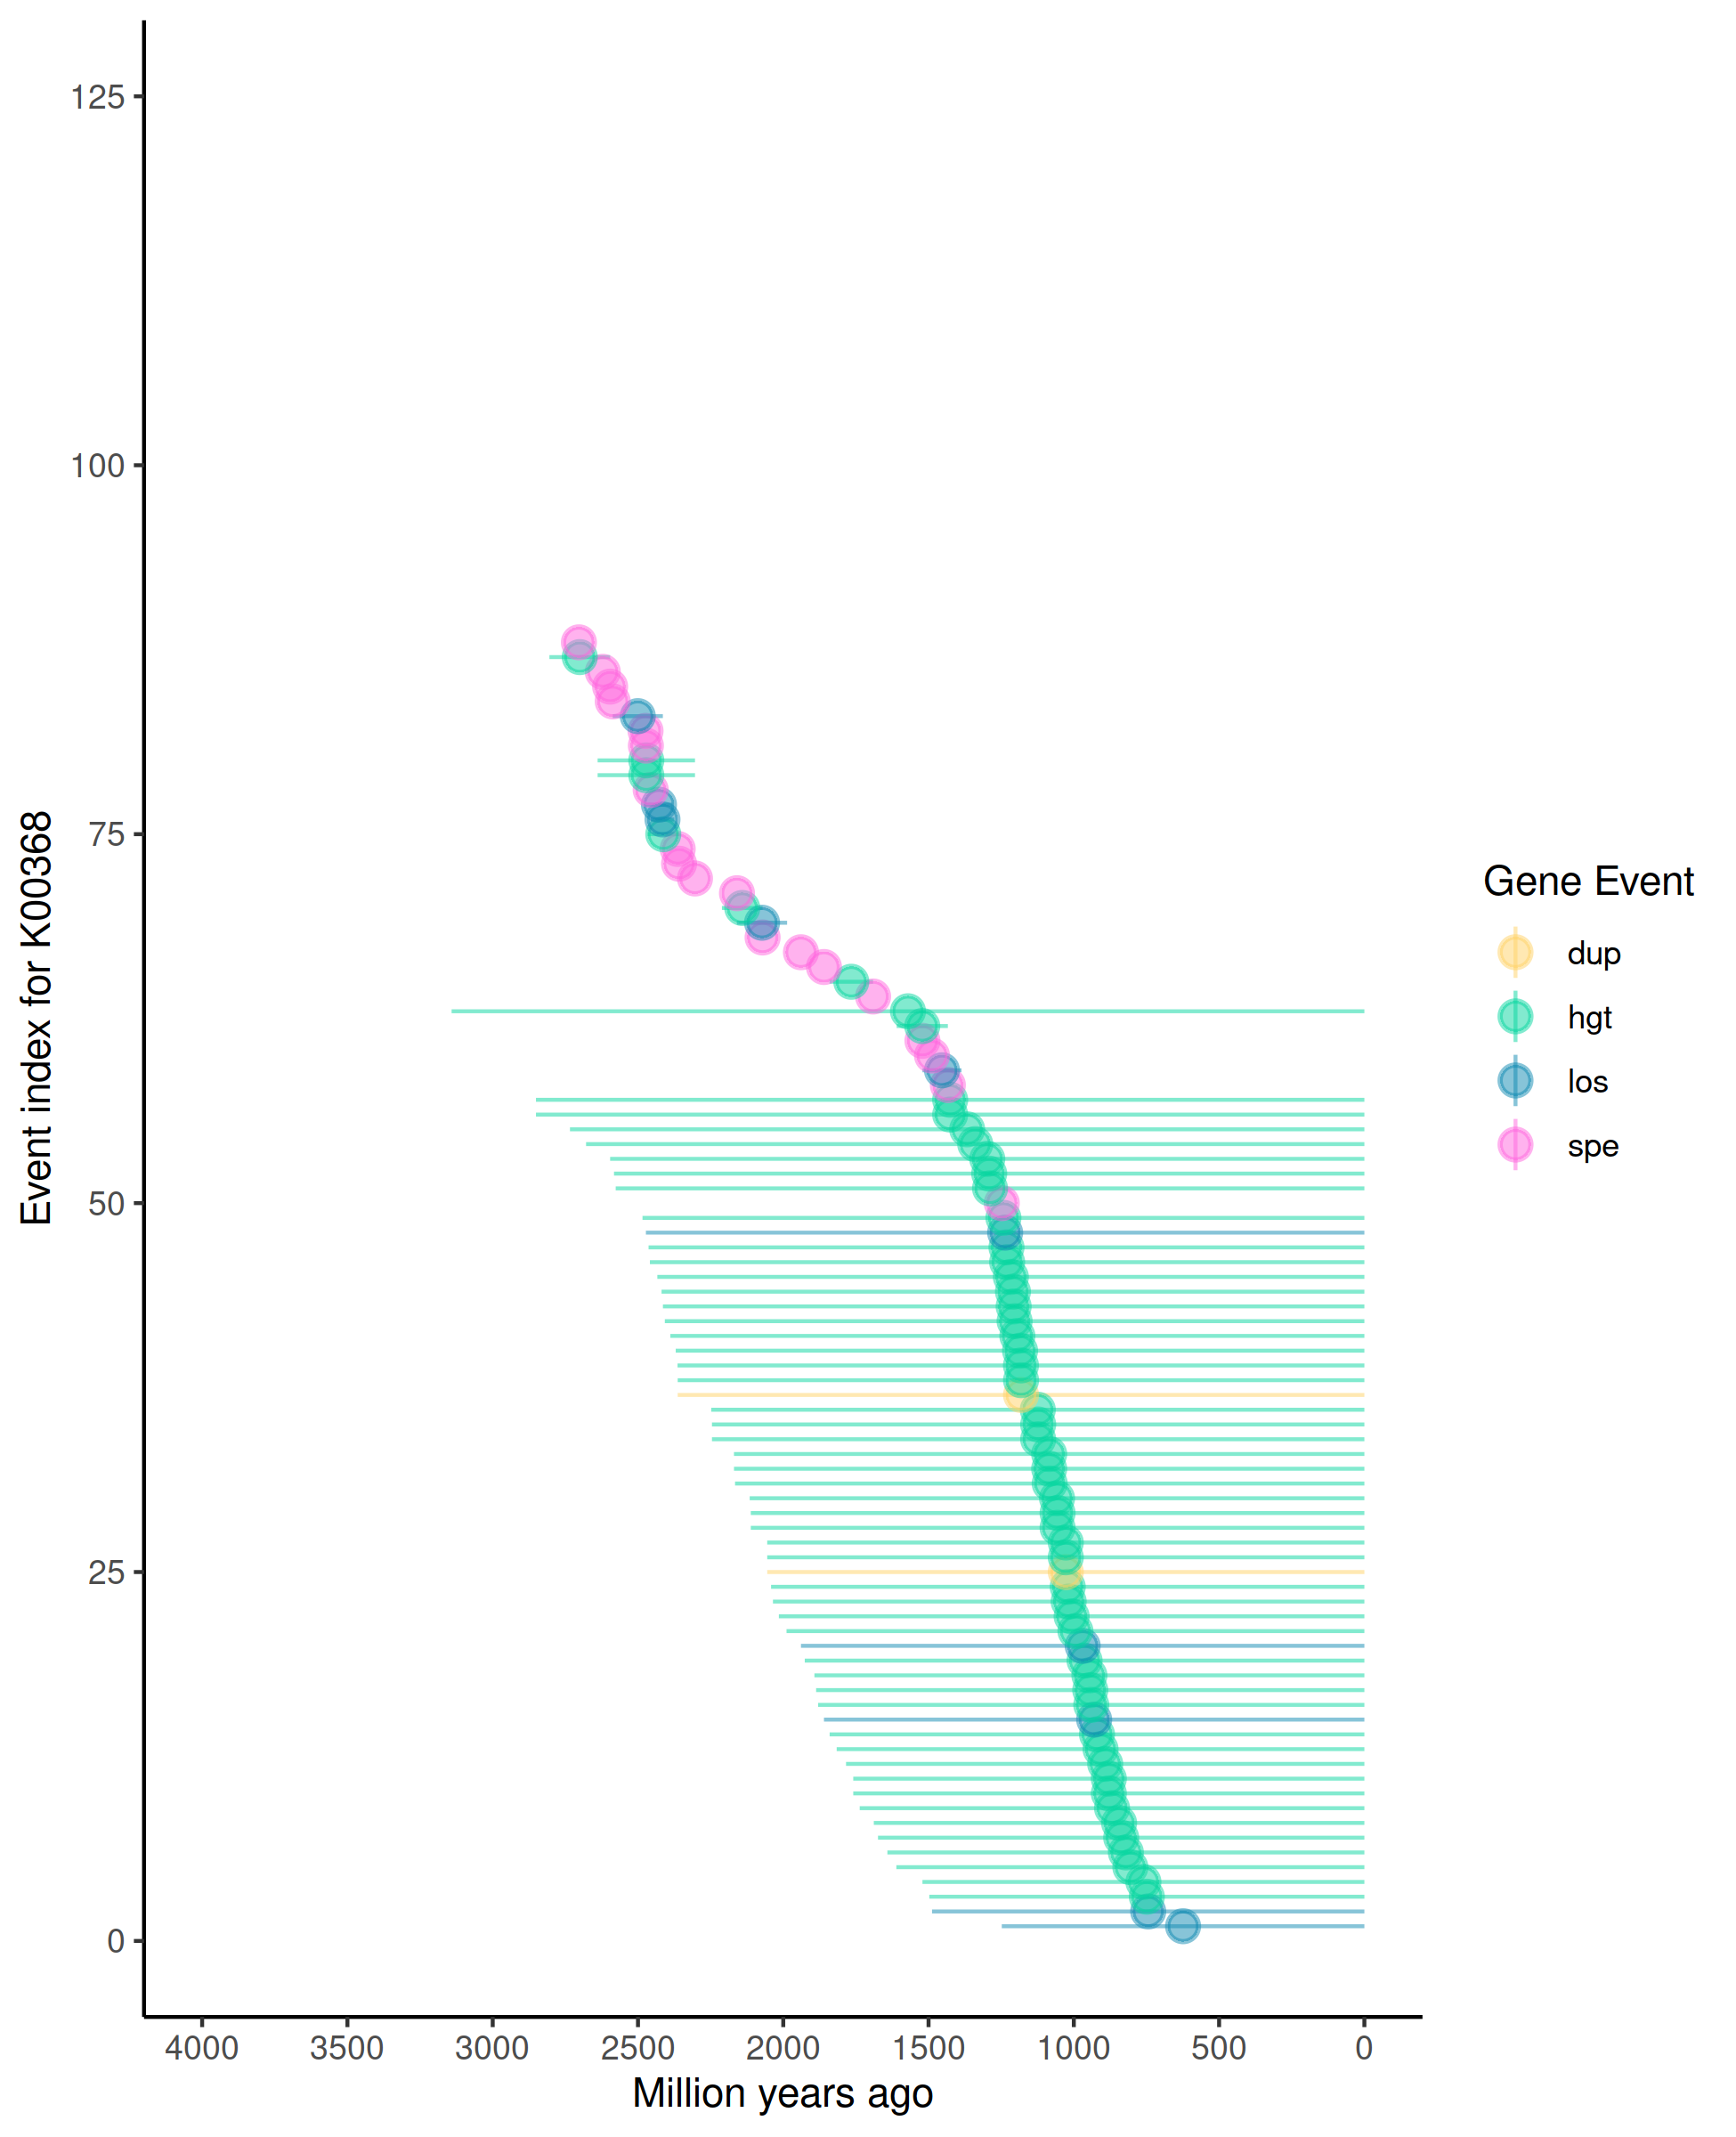 Event index for K00368
125
100
75
50
25
0
4000 3500 3000 2500 2000 1500 1000 500 0
Million years ago
Gene Event
dup
hgt
los
spe